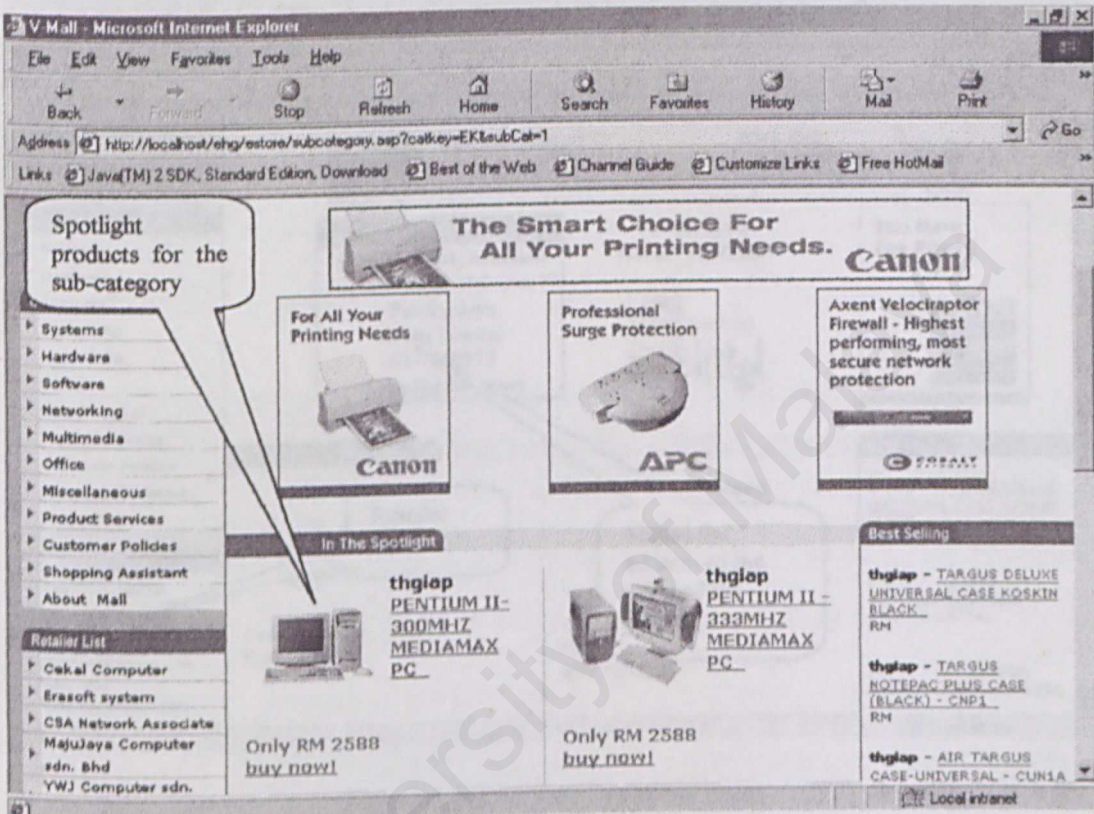 V Mall - Microsoft Internet Explorer
File Edit View Favorites Tools Help
Back Forward Stop Refresh Home Search Favorites History Mail Print
Address http://localhost/ehg/estore/subcategory.asp?catkey=EK&subCat=1 Go
Links Java(TM) 2 SDK, Standard Edition, Download Best of the Web Channel Guide Customize Links Free HotMail
Spotlight
products for the
sub-category
The Smart Choice For
All Your Printing Needs.
Canon
For All Your
Printing Needs
Canon
Professional
Surge Protection
APC
Axent Velociraptor
Firewall - Highest
performing, most
secure network
protection
COBALT
Systems
Hardware
Software
Networking
Multimedia
Office
Miscellaneous
Product Services
Customer Policies
Shopping Assistant
About Mall
Retailer List
Cekal Computer
Erasoft system
CSA Network Associate
MajuJaya Computer
sdn. Bhd
YWJ Computer sdn.
In The Spotlight
thglap
PENTIUM II-
300MHZ
MEDIAMAX
PC
Only RM 2588
buy now!
thglap
PENTIUM II -
333MHZ
MEDIAMAX
PC
Only RM 2588
buy now!
Best Selling
thglap - TARGUS DELUXE
UNIVERSAL CASE KOSKIN
BLACK
RM
thglap - TARGUS
NOTEPAC PLUS CASE
(BLACK) - CNP1
RM
thglap - AIR TARGUS
CASE-UNIVERSAL - CUN1A
Local intranet
University of Malaya